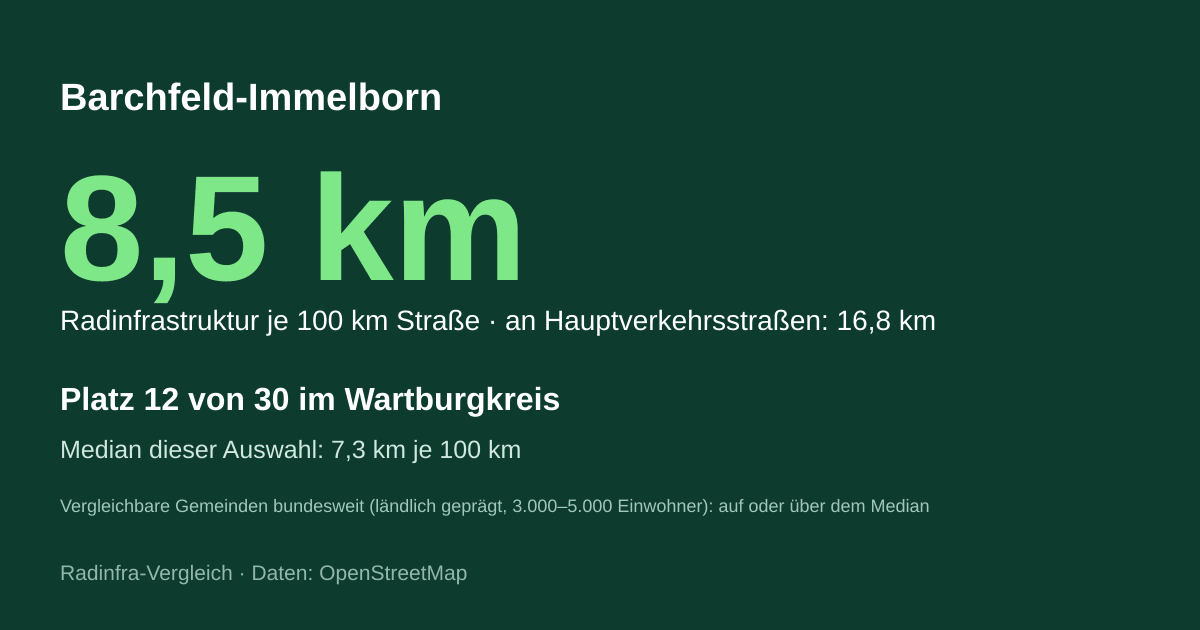 Barchfeld-Immelborn
8,5 km
Radinfrastruktur je 100 km Straße · an Hauptverkehrsstraßen: 16,8 km
Platz 12 von 30 im Wartburgkreis
Median dieser Auswahl: 7,3 km je 100 km
Vergleichbare Gemeinden bundesweit (ländlich geprägt, 3.000–5.000 Einwohner): auf oder über dem Median
Radinfra-Vergleich · Daten: OpenStreetMap